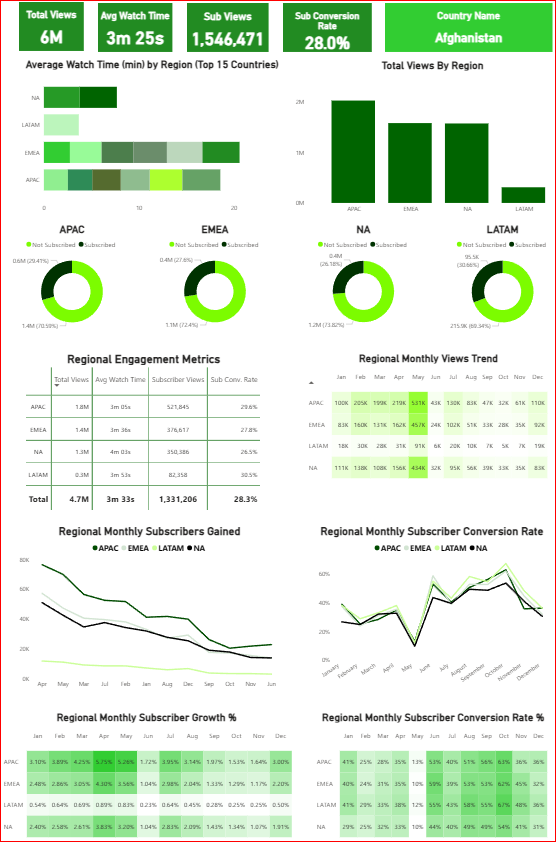 Total Views
6M
Avg Watch Time
3m 25s
Sub Views
1,546,471
Sub Conversion
Rate
28.0%
Country Name
Afghanistan
Average Watch Time (min) by Region (Top 15 Countries)
NA
LATAM
EMEA
APAC
0 10 20
Total Views By Region
2M
1M
0M
APAC EMEA NA LATAM
APAC
Not Subscribed Subscribed
0.6M (29.41%)
1.4M (70.59%)
EMEA
Not Subscribed Subscribed
0.4M (27.6%)
1.1M (72.4%)
NA
Not Subscribed Subscribed
0.4M
(26.18%)
1.2M (73.82%)
LATAM
Not Subscribed Subscribed
95.5K
(30.66%)
215.9K (69.34%)
Regional Engagement Metrics
Total Views Avg Watch Time Subscriber Views Sub Conv. Rate
APAC 1.8M 3m 05s 521,845 29.6%
EMEA 1.4M 3m 36s 376,617 27.8%
NA 1.3M 4m 03s 350,386 26.5%
LATAM 0.3M 3m 53s 82,358 30.5%
Total 4.7M 3m 33s 1,331,206 28.3%
Regional Monthly Views Trend
Jan Feb Mar Apr May Jun Jul Aug Sep Oct Nov Dec
APAC 100K 205K 199K 219K 531K 43K 130K 83K 47K 32K 61K 110K
EMEA 83K 160K 131K 162K 457K 24K 102K 51K 33K 28K 35K 92K
LATAM 18K 30K 28K 31K 91K 6K 20K 10K 7K 5K 7K 19K
NA 111K 138K 108K 156K 434K 32K 95K 56K 39K 33K 35K 83K
Regional Monthly Subscribers Gained
APAC EMEA LATAM NA
80K
60K
40K
20K
0K
Apr May Mar Jul Feb Jan Aug Dec Sep Oct Nov Jun
Regional Monthly Subscriber Conversion Rate
APAC EMEA LATAM NA
60%
40%
20%
0%
January February March April May June July August September October November December
Regional Monthly Subscriber Growth %
Jan Feb Mar Apr May Jun Jul Aug Sep Oct Nov Dec
APAC 3.10% 3.89% 4.25% 5.75% 5.26% 1.72% 3.95% 3.14% 1.97% 1.53% 1.64% 3.00%
EMEA 2.48% 2.86% 3.05% 4.30% 3.56% 1.04% 2.98% 2.04% 1.33% 1.29% 1.17% 2.20%
LATAM 0.54% 0.64% 0.69% 0.89% 0.83% 0.23% 0.64% 0.45% 0.28% 0.25% 0.25% 0.50%
NA 2.40% 2.58% 2.61% 3.83% 3.20% 1.04% 2.83% 2.09% 1.43% 1.34% 1.07% 1.91%
Regional Monthly Subscriber Conversion Rate %
Jan Feb Mar Apr May Jun Jul Aug Sep Oct Nov Dec
APAC 41% 25% 28% 35% 13% 53% 40% 51% 56% 63% 36% 36%
EMEA 40% 24% 31% 35% 10% 59% 39% 53% 53% 62% 45% 32%
LATAM 41% 29% 33% 38% 12% 55% 43% 58% 55% 67% 48% 36%
NA 29% 25% 32% 33% 10% 44% 40% 49% 49% 54% 41% 31%